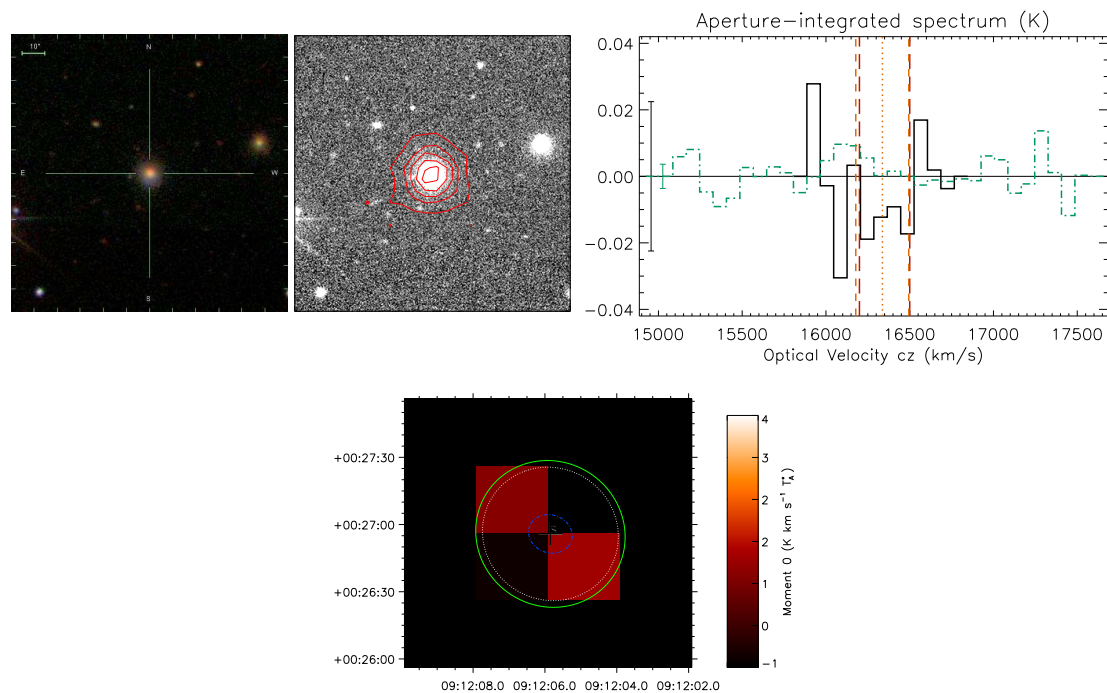 10"
N
E
W
S
Aperture−integrated spectrum (K)
0.04
0.02
0.00
−0.02
−0.04
15000 15500 16000 16500 17000 17500
Optical Velocity cz (km/s)
+00:27:30
+00:27:00
+00:26:30
+00:26:00
09:12:08.0 09:12:06.0 09:12:04.0 09:12:02.0
4
3
2
2
1
0
−1
Moment 0 (K km s⁻¹ T*A)